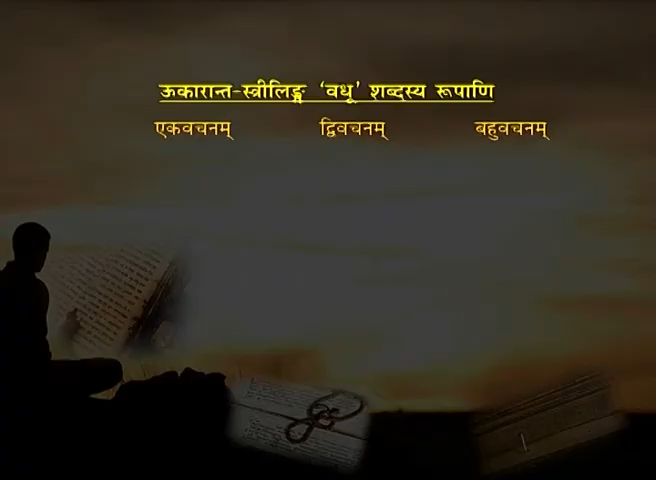 ऊकारान्त-स्त्रीलिङ्ग ‘वधू’ शब्दस्य रूपाणि
एकवचनम् द्विवचनम् बहुवचनम्